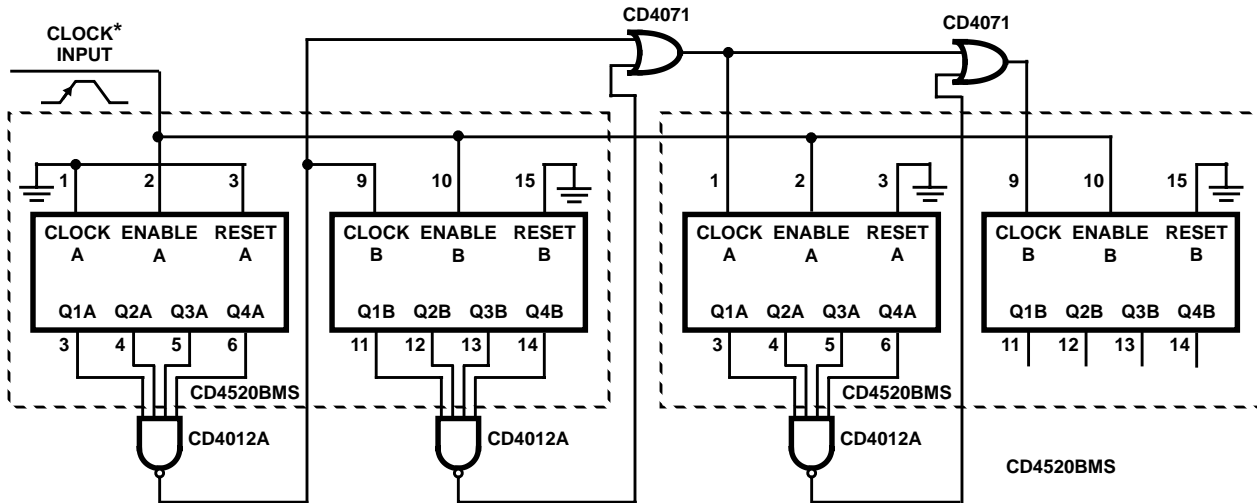 CD4071
CD4071
CLOCK*
INPUT
1 2 3 9 10 15 1 2 3 9 10 15
CLOCK ENABLE RESET
A A A
Q1A Q2A Q3A Q4A
CLOCK ENABLE RESET
B B B
Q1B Q2B Q3B Q4B
CLOCK ENABLE RESET
A A A
Q1A Q2A Q3A Q4A
CLOCK ENABLE RESET
B B B
Q1B Q2B Q3B Q4B
3 4 5 6 11 12 13 14 3 4 5 6 11 12 13 14
CD4520BMS
CD4520BMS
CD4012A
CD4012A
CD4012A
CD4520BMS